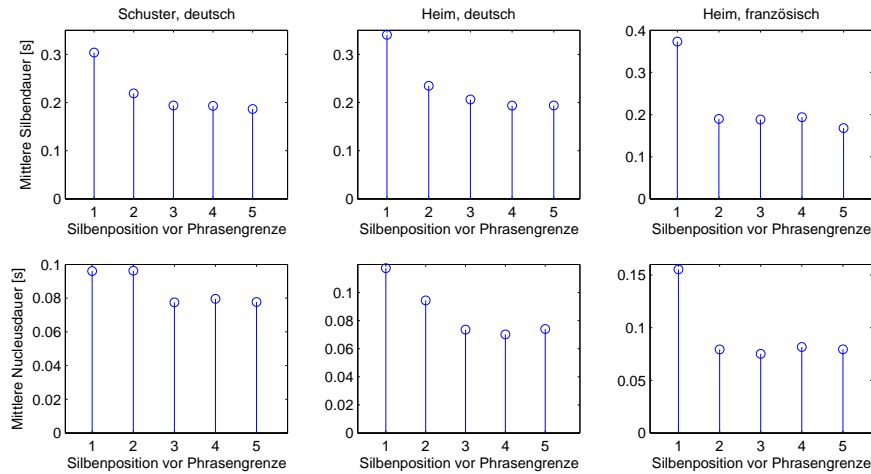 Schuster, deutsch
Heim, deutsch
Heim, französisch
Mittlere Silbendauer [s]
0.3
0.2
0.1
0
1 2 3 4 5
Silbenposition vor Phrasengrenze
0.3
0.2
0.1
0
1 2 3 4 5
Silbenposition vor Phrasengrenze
0.4
0.3
0.2
0.1
0
1 2 3 4 5
Silbenposition vor Phrasengrenze
Mittlere Nucleusdauer [s]
0.1
0.08
0.06
0.04
0.02
0
1 2 3 4 5
Silbenposition vor Phrasengrenze
0.1
0.08
0.06
0.04
0.02
0
1 2 3 4 5
Silbenposition vor Phrasengrenze
0.15
0.1
0.05
0
1 2 3 4 5
Silbenposition vor Phrasengrenze